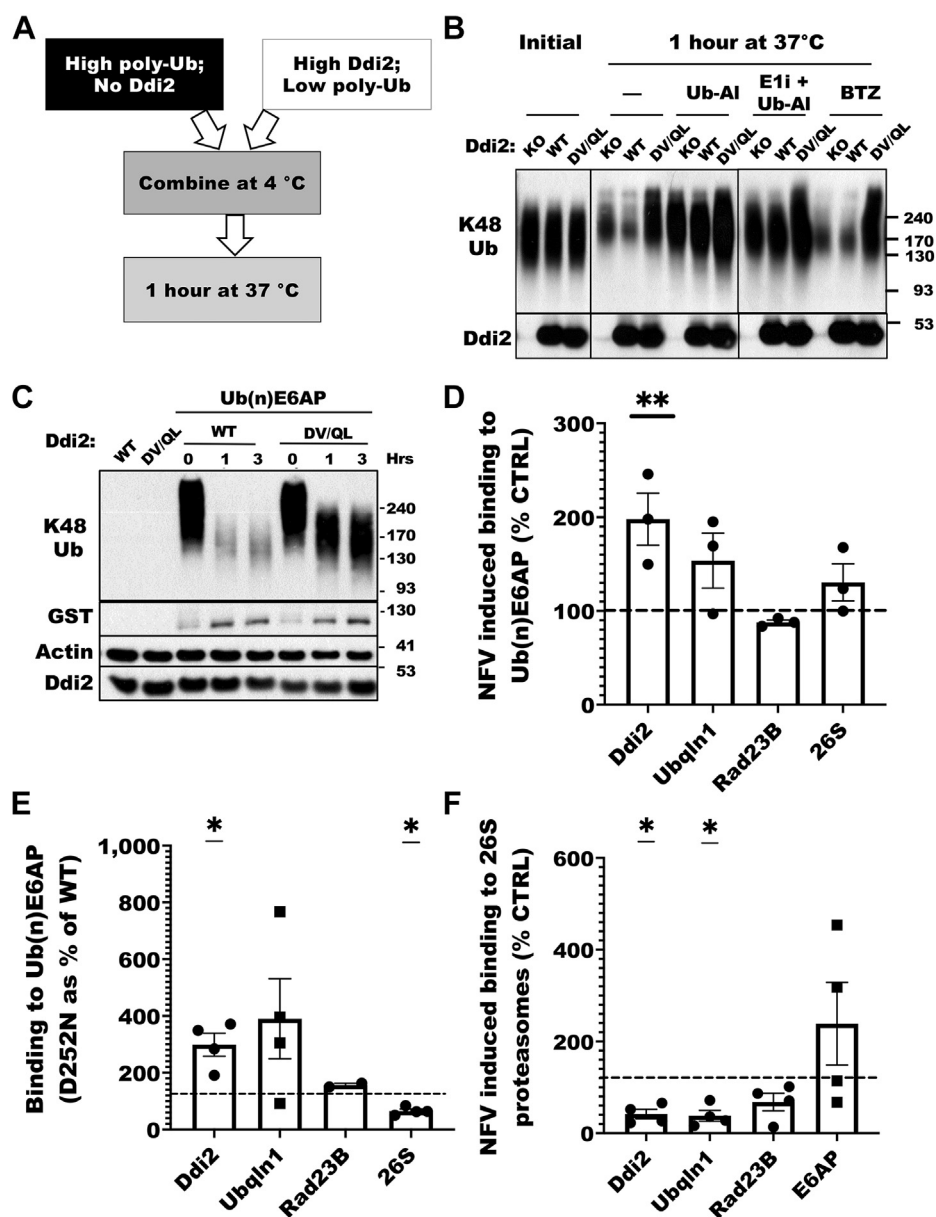 A
High poly-Ub;
No Ddi2
High Ddi2;
Low poly-Ub
Combine at 4 °C
1 hour at 37 °C
B
Initial
1 hour at 37°C
—
Ub-Al
E1i +
Ub-Al
BTZ
Ddi2:
KO WT DV/QL KO WT DV/QL KO WT DV/QL KO WT DV/QL KO WT DV/QL
K48
Ub
240
170
130
93
53
Ddi2
C
Ub(n)E6AP
Ddi2:
WT DV/QL
WT
DV/QL
0 1 3 0 1 3 Hrs
K48
Ub
240
170
130
93
GST
130
Actin
41
53
Ddi2
D
**
NFV induced binding to
Ub(n)E6AP (% CTRL)
300
200
100
0
Ddi2
Ubqln1
Rad23B
26S
E
* *
Binding to Ub(n)E6AP
(D252N as % of WT)
1,000
800
600
400
200
0
Ddi2
Ubqln1
Rad23B
26S
F
* *
NFV induced binding to 26S
proteasomes (% CTRL)
600
400
200
0
Ddi2
Ubqln1
Rad23B
E6AP